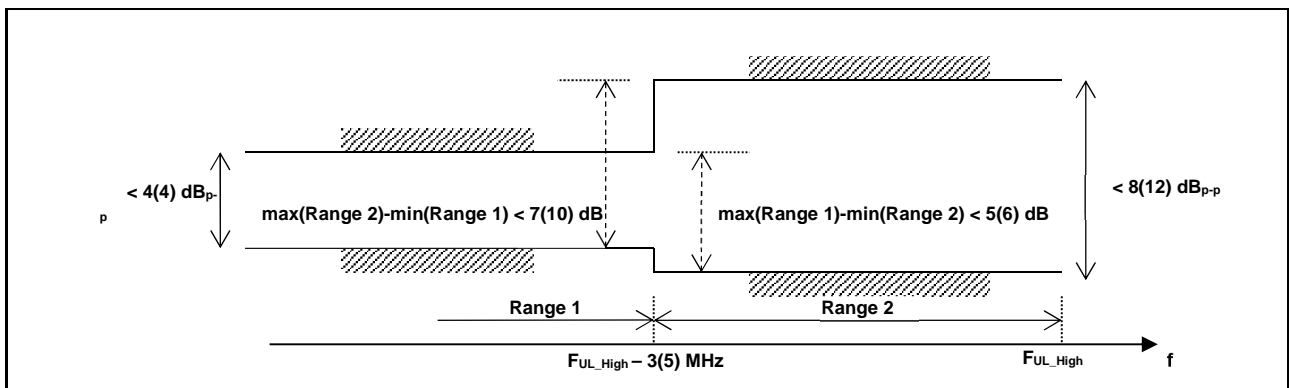 < 4(4) dBp-
p
max(Range 2)-min(Range 1) < 7(10) dB
max(Range 1)-min(Range 2) < 5(6) dB
< 8(12) dBp-p
Range 1
Range 2
FUL_High – 3(5) MHz
FUL_High
f